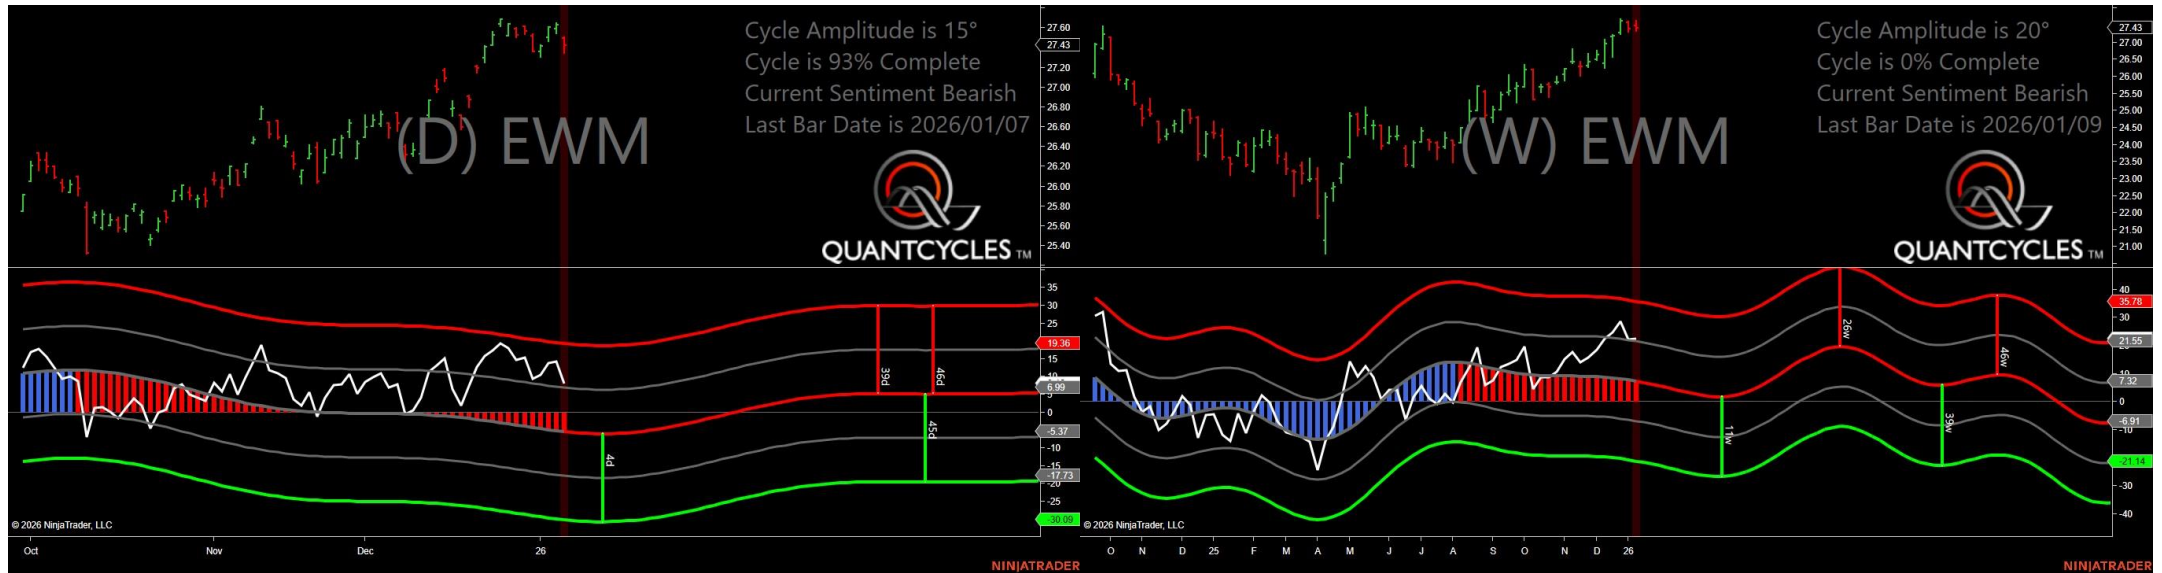 Cycle Amplitude is 15°
Cycle is 93% Complete
Current Sentiment Bearish
Last Bar Date is 2026/01/07
(D) EWM
QUANTCYCLES TM
27.60
27.43
27.20
27.00
26.80
26.60
26.40
26.20
26.00
25.80
25.60
25.40
35
30
25
19.36
15
10
6.99
5
0
-5.37
-10
-15
-17.73
-20
-25
-30.09
4d
39d
46d
45d
© 2026 NinjaTrader, LLC
Oct Nov Dec 26
NINJATRADER
Cycle Amplitude is 20°
Cycle is 0% Complete
Current Sentiment Bearish
Last Bar Date is 2026/01/09
(W) EWM
QUANTCYCLES TM
27.43
27.00
26.50
26.00
25.50
25.00
24.50
24.00
23.50
23.00
22.50
22.00
21.50
21.00
40
35.78
30
21.55
10
7.32
0
-6.91
-10
-21.14
-30
-40
11w
26w
39w
46w
© 2026 NinjaTrader, LLC
O N D 25 F M A M J J A S O N D 26
NINJATRADER